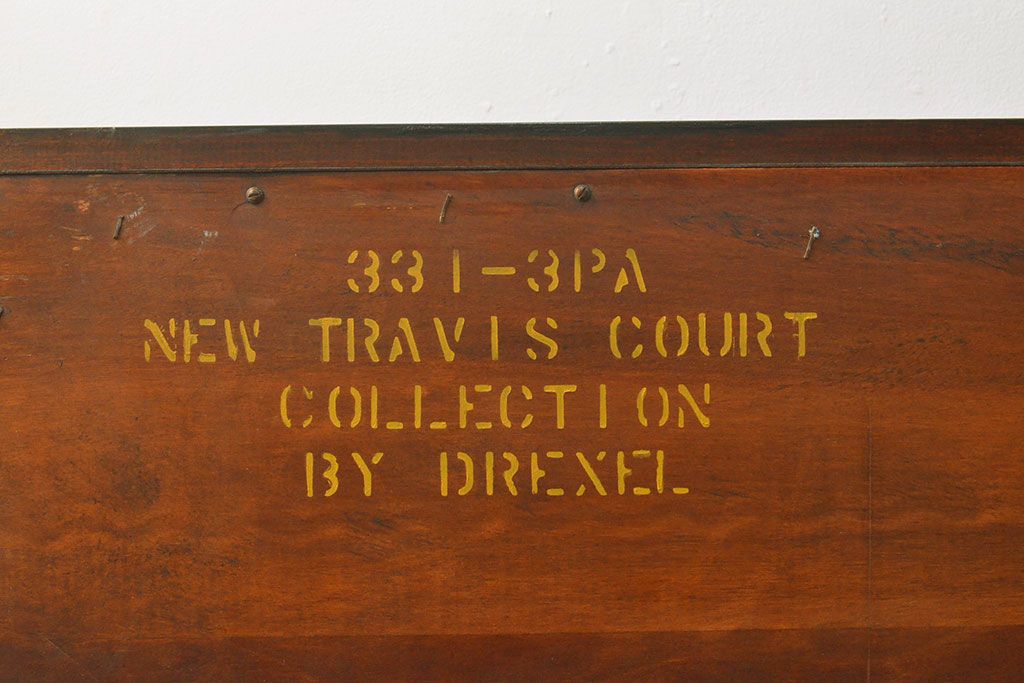 331-3PA
NEW TRAVIS COURT
COLLECTION
BY DREXEL